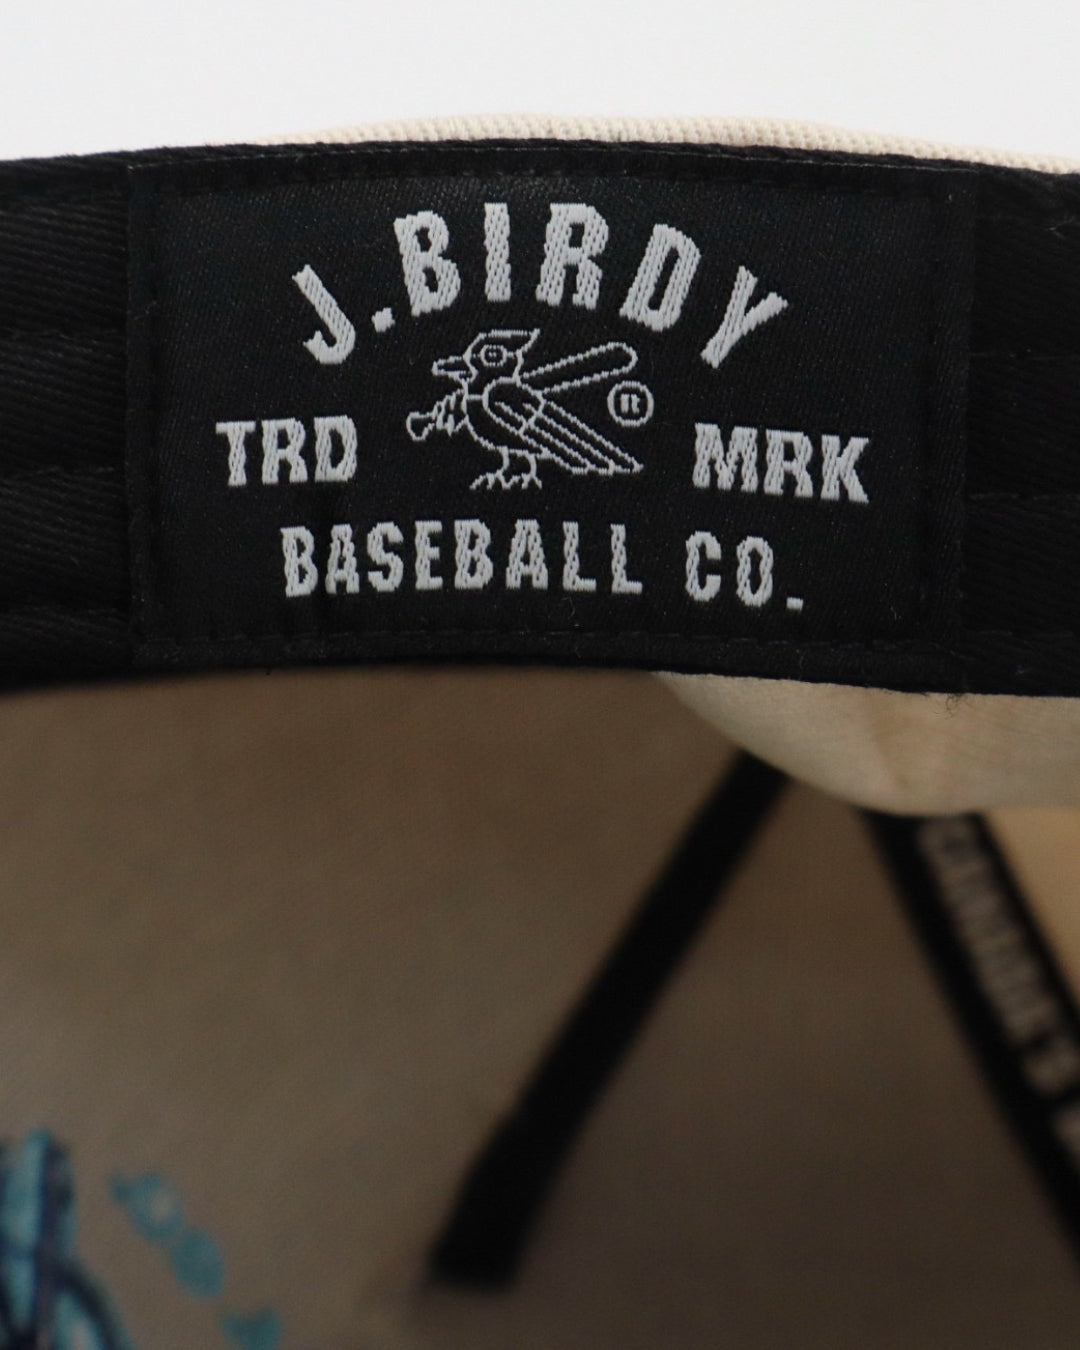 J.BIRDY
®
TRD MRK
BASEBALL CO.